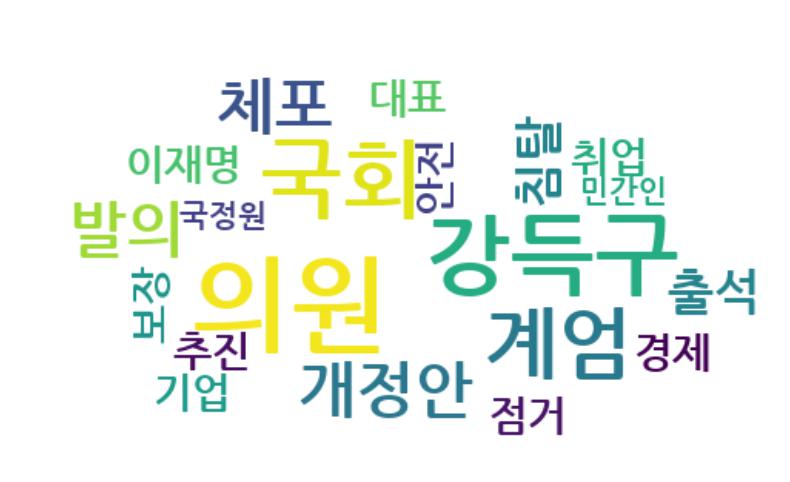 체포
대표
이재명
국회
안전
침탈
취업
민간인
발의
국정원
강득구
보장
의원
출석
추진
계엄
경제
기업
개정안
점거